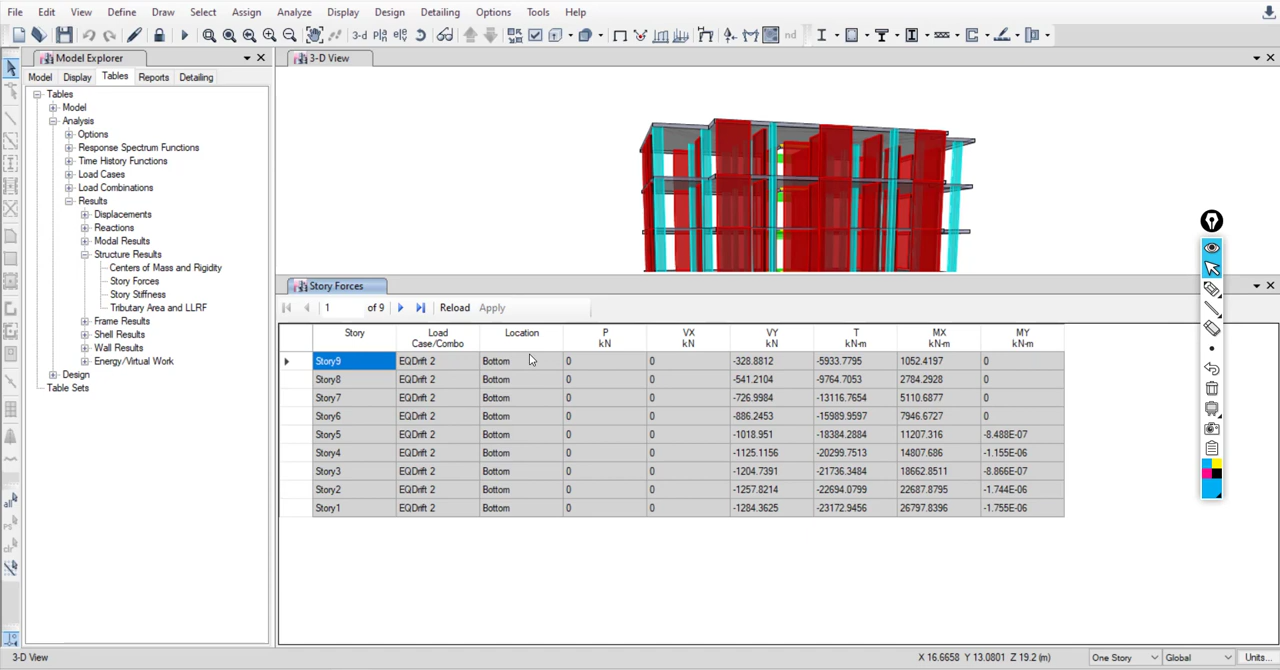 File Edit View Define Draw Select Assign Analyze Display Design Detailing Options Tools Help
3-d nd
Model Explorer
3-D View
Model Display Tables Reports Detailing
Tables
Model
Analysis
Options
Response Spectrum Functions
Time History Functions
Load Cases
Load Combinations
Results
Displacements
Reactions
Modal Results
Structure Results
Centers of Mass and Rigidity
Story Forces
Story Stiffness
Tributary Area and LLRF
Frame Results
Shell Results
Wall Results
Energy/Virtual Work
Design
Table Sets
all
clr
Story Forces
1 of 9 Reload Apply
Story Load Case/Combo Location P kN VX kN VY kN T kN-m MX kN-m MY kN-m
Story9 EQDrift 2 Bottom 0 0 -328.8812 -5933.7795 1052.4197 0
Story8 EQDrift 2 Bottom 0 0 -541.2104 -9764.7053 2784.2928 0
Story7 EQDrift 2 Bottom 0 0 -726.9984 -13116.7654 5110.6877 0
Story6 EQDrift 2 Bottom 0 0 -886.2453 -15989.9597 7946.6727 0
Story5 EQDrift 2 Bottom 0 0 -1018.951 -18384.2884 11207.316 -8.488E-07
Story4 EQDrift 2 Bottom 0 0 -1125.1156 -20299.7513 14807.686 -1.155E-06
Story3 EQDrift 2 Bottom 0 0 -1204.7391 -21736.3484 18662.8511 -8.866E-07
Story2 EQDrift 2 Bottom 0 0 -1257.8214 -22694.0799 22687.8795 -1.744E-06
Story1 EQDrift 2 Bottom 0 0 -1284.3625 -23172.9456 26797.8396 -1.755E-06
3-D View
X 16.6658 Y 13.0801 Z 19.2 (m) One Story Global Units...